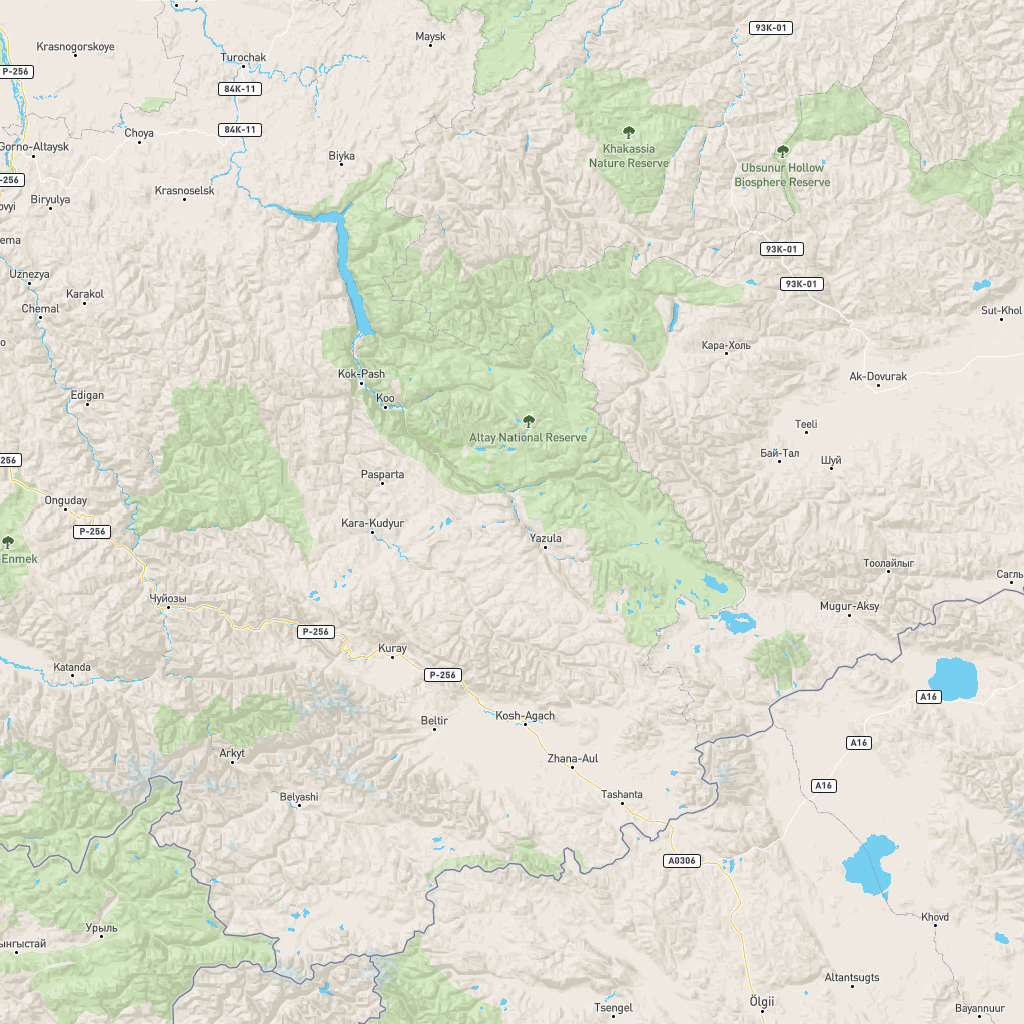 Krasnogorskoye
Maysk
93K-01
Turochak
P-256
84K-11
84K-11
Choya
Khakassia
Nature Reserve
Gorno-Altaysk
Biyka
Ubsunur Hollow
Biosphere Reserve
-256
Krasnoselsk
Biryulya
ovyi
ema
93K-01
Uznezya
93K-01
Karakol
Chemal
Sut-Khol
o
Кара-Холь
Kok-Pash
Ak-Dovurak
Edigan
Koo
Teeli
Altay National Reserve
256
Бай-Тал
Шуй
Pasparta
Onguday
Kara-Kudyur
P-256
Yazula
Enmek
Тоолайлыг
Сагль
Чуйозы
Mugur-Aksy
P-256
Kuray
Katanda
P-256
A16
Kosh-Agach
Beltir
A16
Arkyt
Zhana-Aul
A16
Belyashi
Tashanta
A0306
Khovd
Урыль
ынгыстай
Altantsugts
Ölgii
Tsengel
Bayannuur